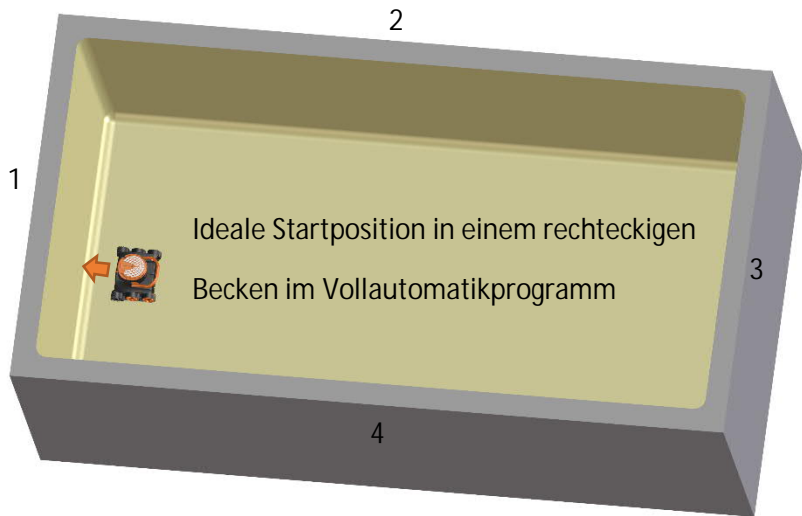 2
1
Ideale Startposition in einem rechteckigen
Becken im Vollautomatikprogramm
3
4